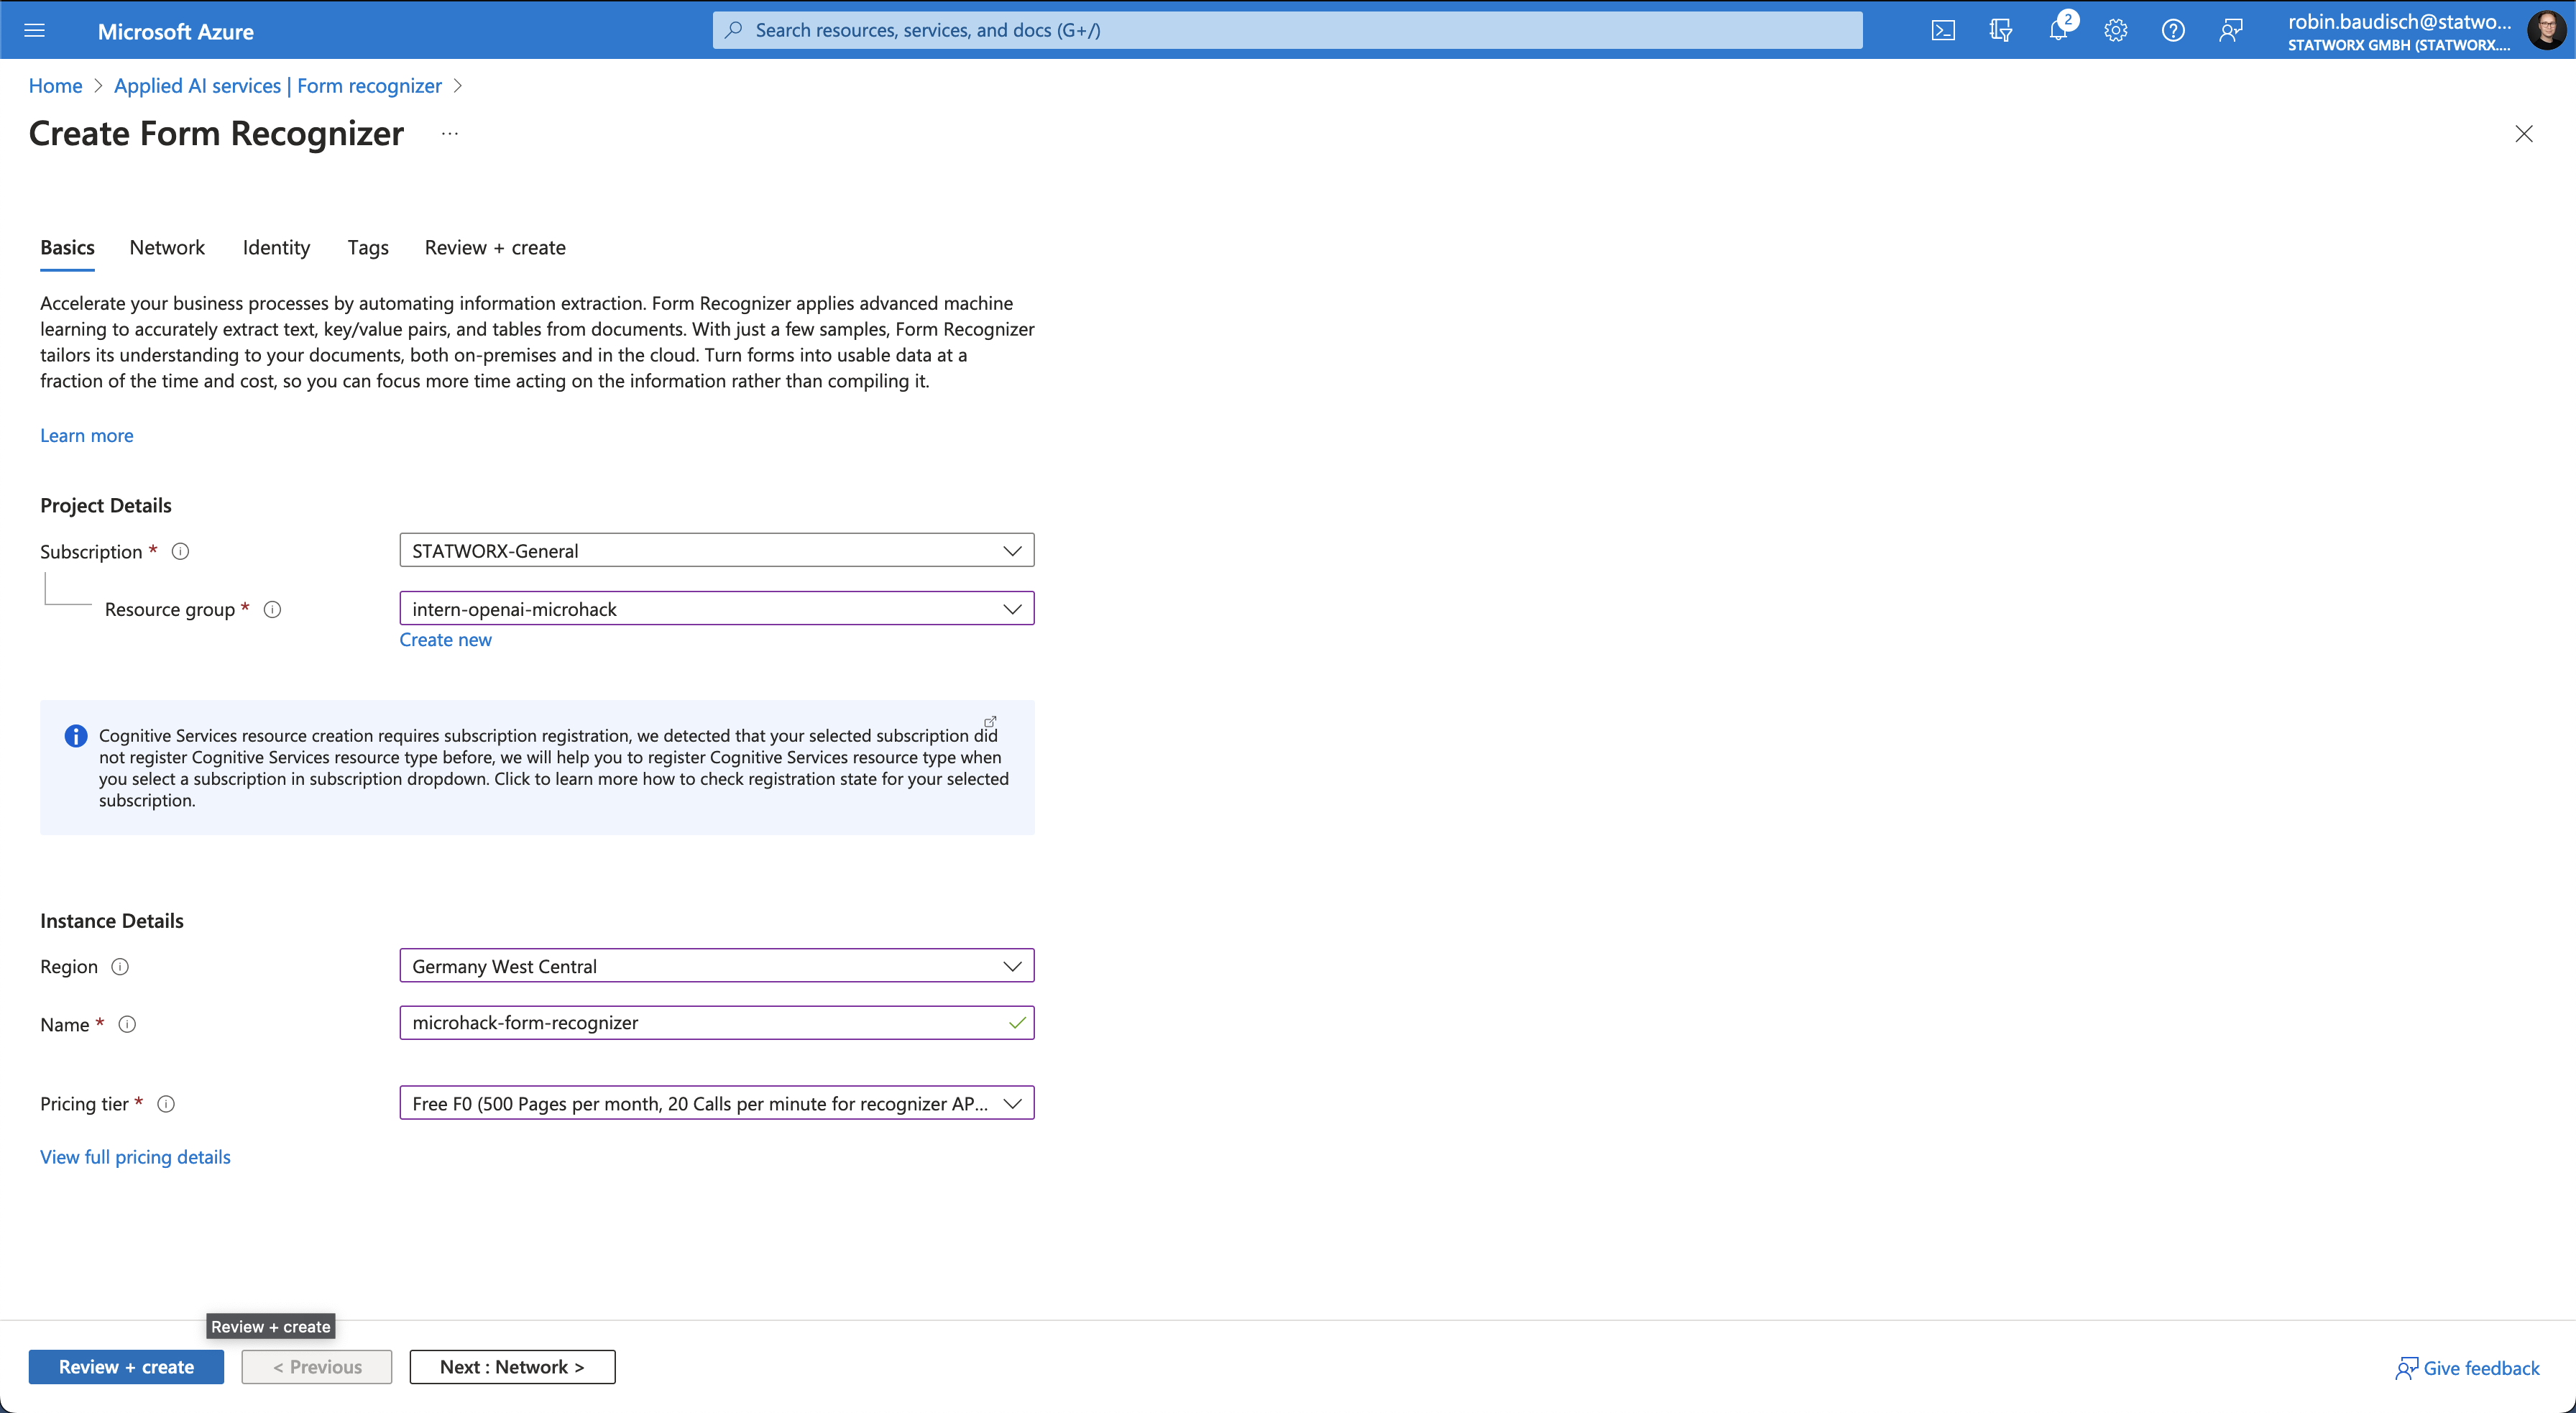 Microsoft Azure
Search resources, services, and docs (G+/)
2
robin.baudisch@statwo...
STATWORX GMBH (STATWORX....
Home > Applied AI services | Form recognizer >
Create Form Recognizer ...
Basics Network Identity Tags Review + create
Accelerate your business processes by automating information extraction. Form Recognizer applies advanced machine
learning to accurately extract text, key/value pairs, and tables from documents. With just a few samples, Form Recognizer
tailors its understanding to your documents, both on-premises and in the cloud. Turn forms into usable data at a
fraction of the time and cost, so you can focus more time acting on the information rather than compiling it.
Learn more
Project Details
Subscription * STATWORX-General
Resource group * intern-openai-microhack
Create new
Cognitive Services resource creation requires subscription registration, we detected that your selected subscription did
not register Cognitive Services resource type before, we will help you to register Cognitive Services resource type when
you select a subscription in subscription dropdown. Click to learn more how to check registration state for your selected
subscription.
Instance Details
Region Germany West Central
Name * microhack-form-recognizer
Pricing tier * Free F0 (500 Pages per month, 20 Calls per minute for recognizer AP...
View full pricing details
Review + create
Review + create < Previous Next : Network >
Give feedback